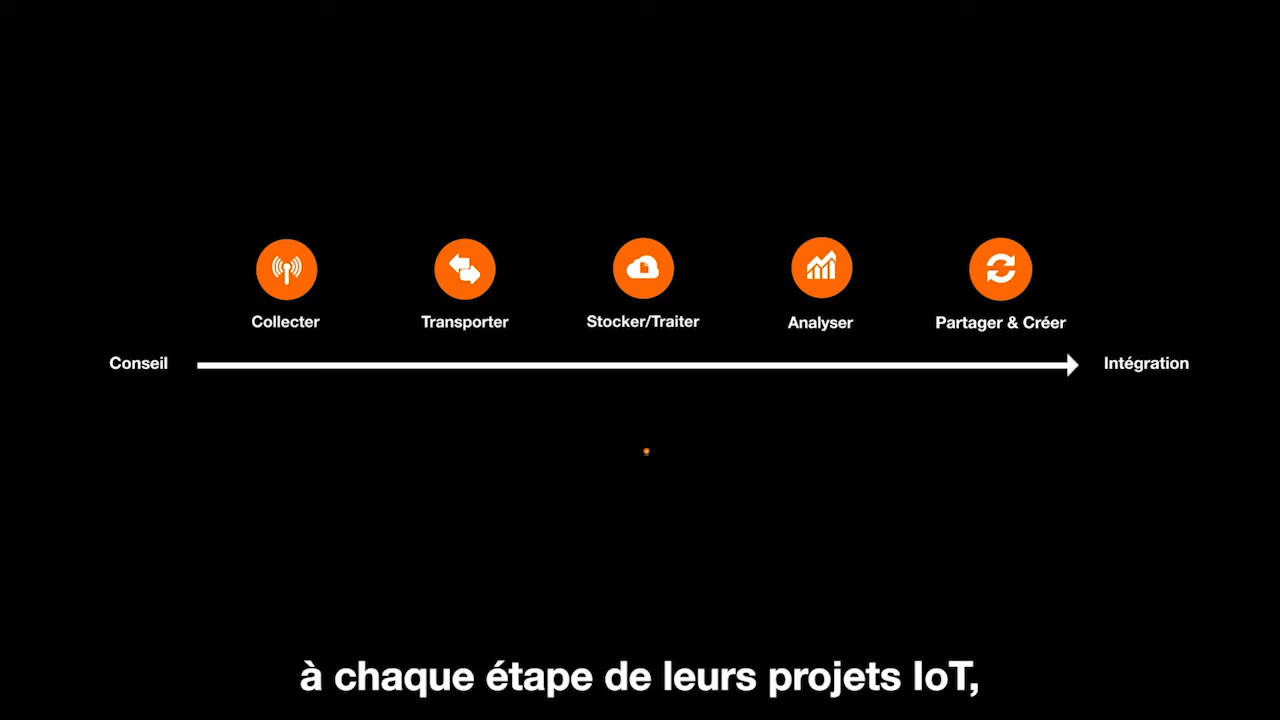 Collecter
Transporter
Stocker/Traiter
Analyser
Partager & Créer
Conseil
Intégration
à chaque étape de leurs projets IoT,